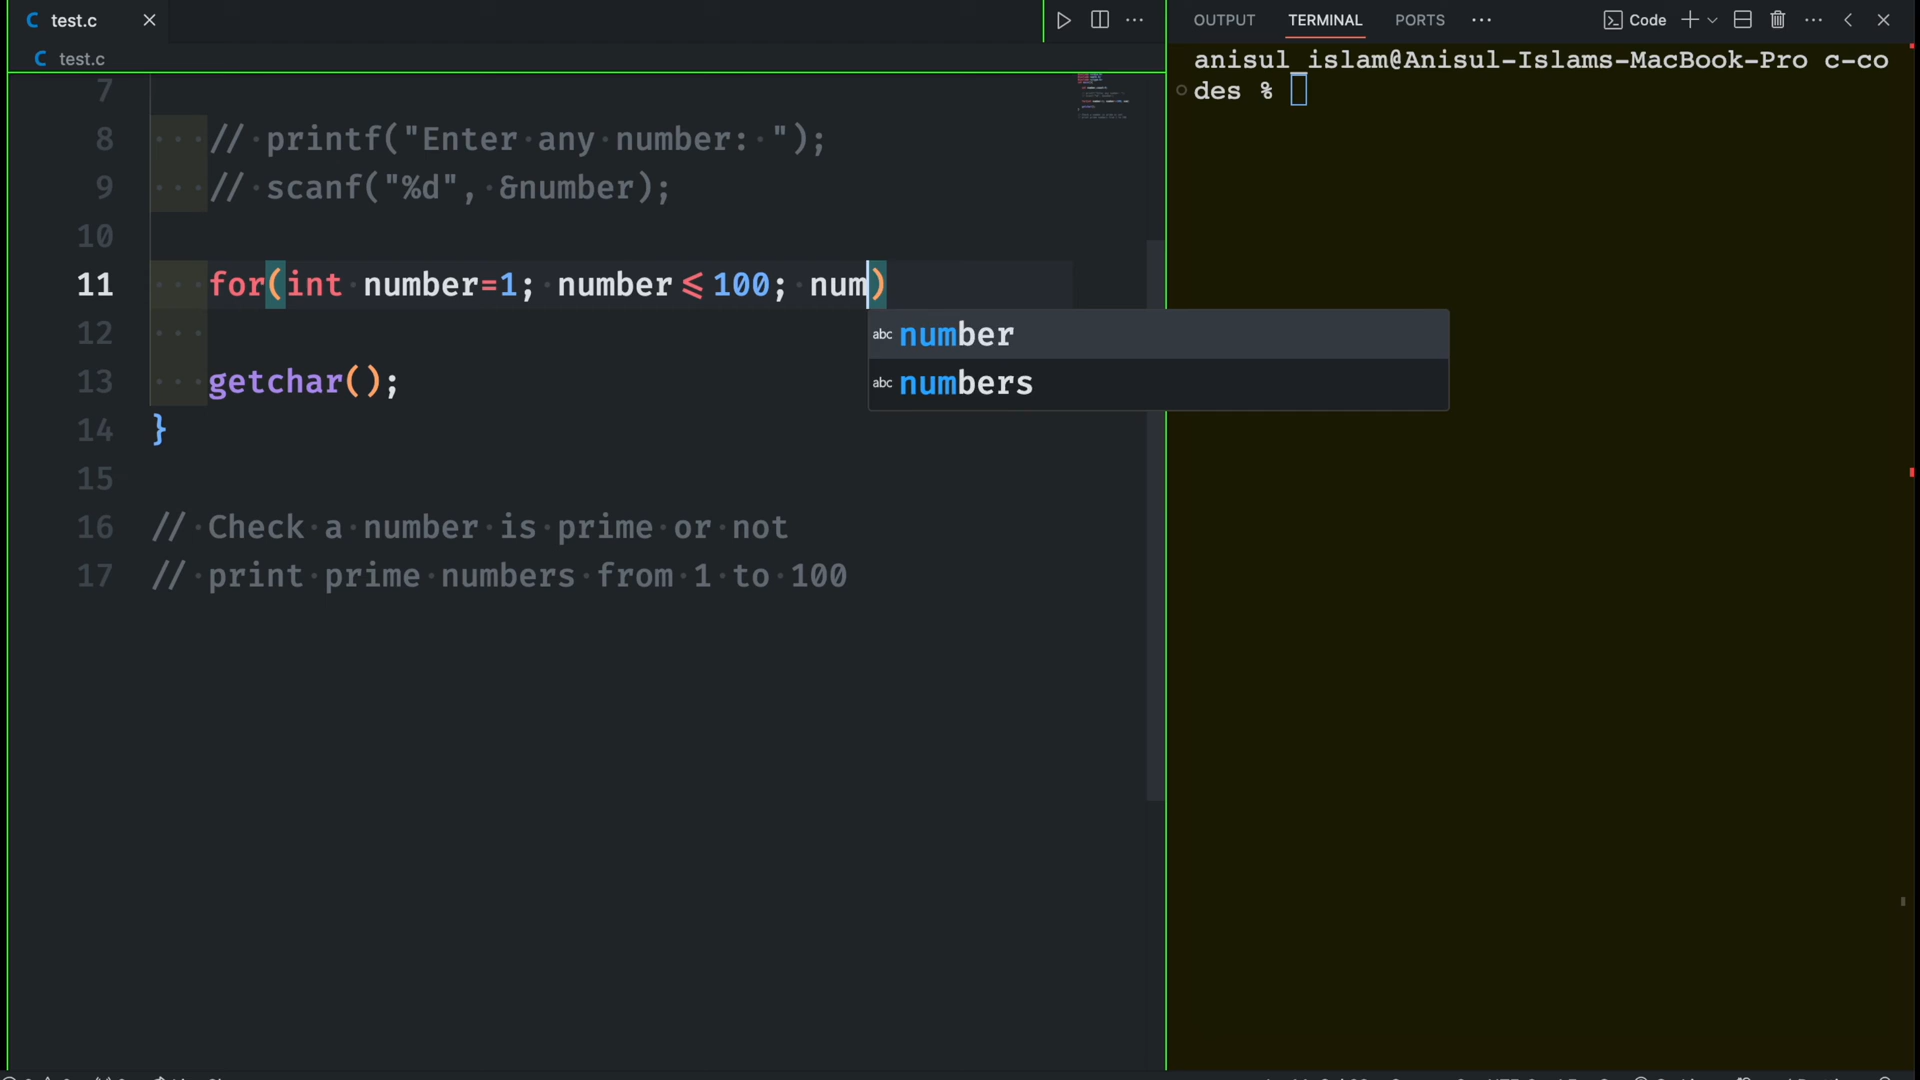 test.c
OUTPUT TERMINAL PORTS ··· Code
test.c
anisul_islam@Anisul-Islams-MacBook-Pro c-co
des %
7
8 // printf("Enter any number: ");
9 // scanf("%d", &number);
10
11 for(int number=1; number<=100; num)
number
12
numbers
13 getchar();
14 }
15
16 // Check a number is prime or not
17 // print prime numbers from 1 to 100